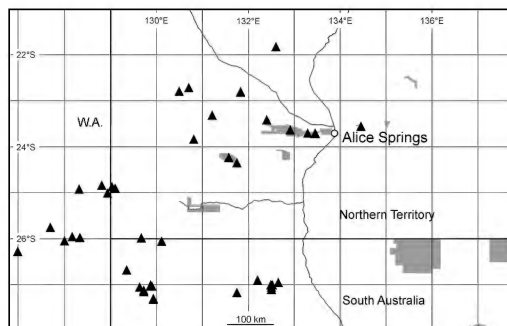 130°E 132°E 134°E 136°E
22°S
W.A.
24°S
Alice Springs
Northern Territory
26°S
South Australia
100 km